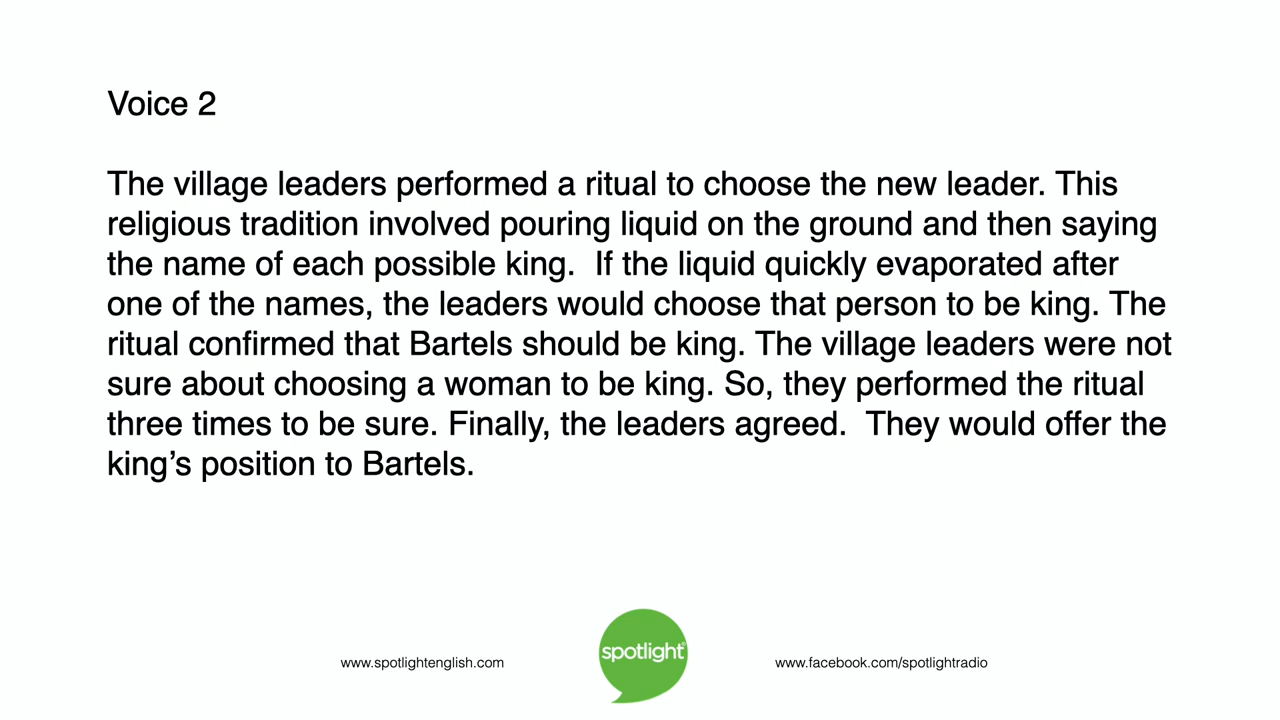 Voice 2
The village leaders performed a ritual to choose the new leader. This
religious tradition involved pouring liquid on the ground and then saying
the name of each possible king.  If the liquid quickly evaporated after
one of the names, the leaders would choose that person to be king. The
ritual confirmed that Bartels should be king. The village leaders were not
sure about choosing a woman to be king. So, they performed the ritual
three times to be sure. Finally, the leaders agreed.  They would offer the
king’s position to Bartels.
www.spotlightenglish.com
spotlight®
www.facebook.com/spotlightradio